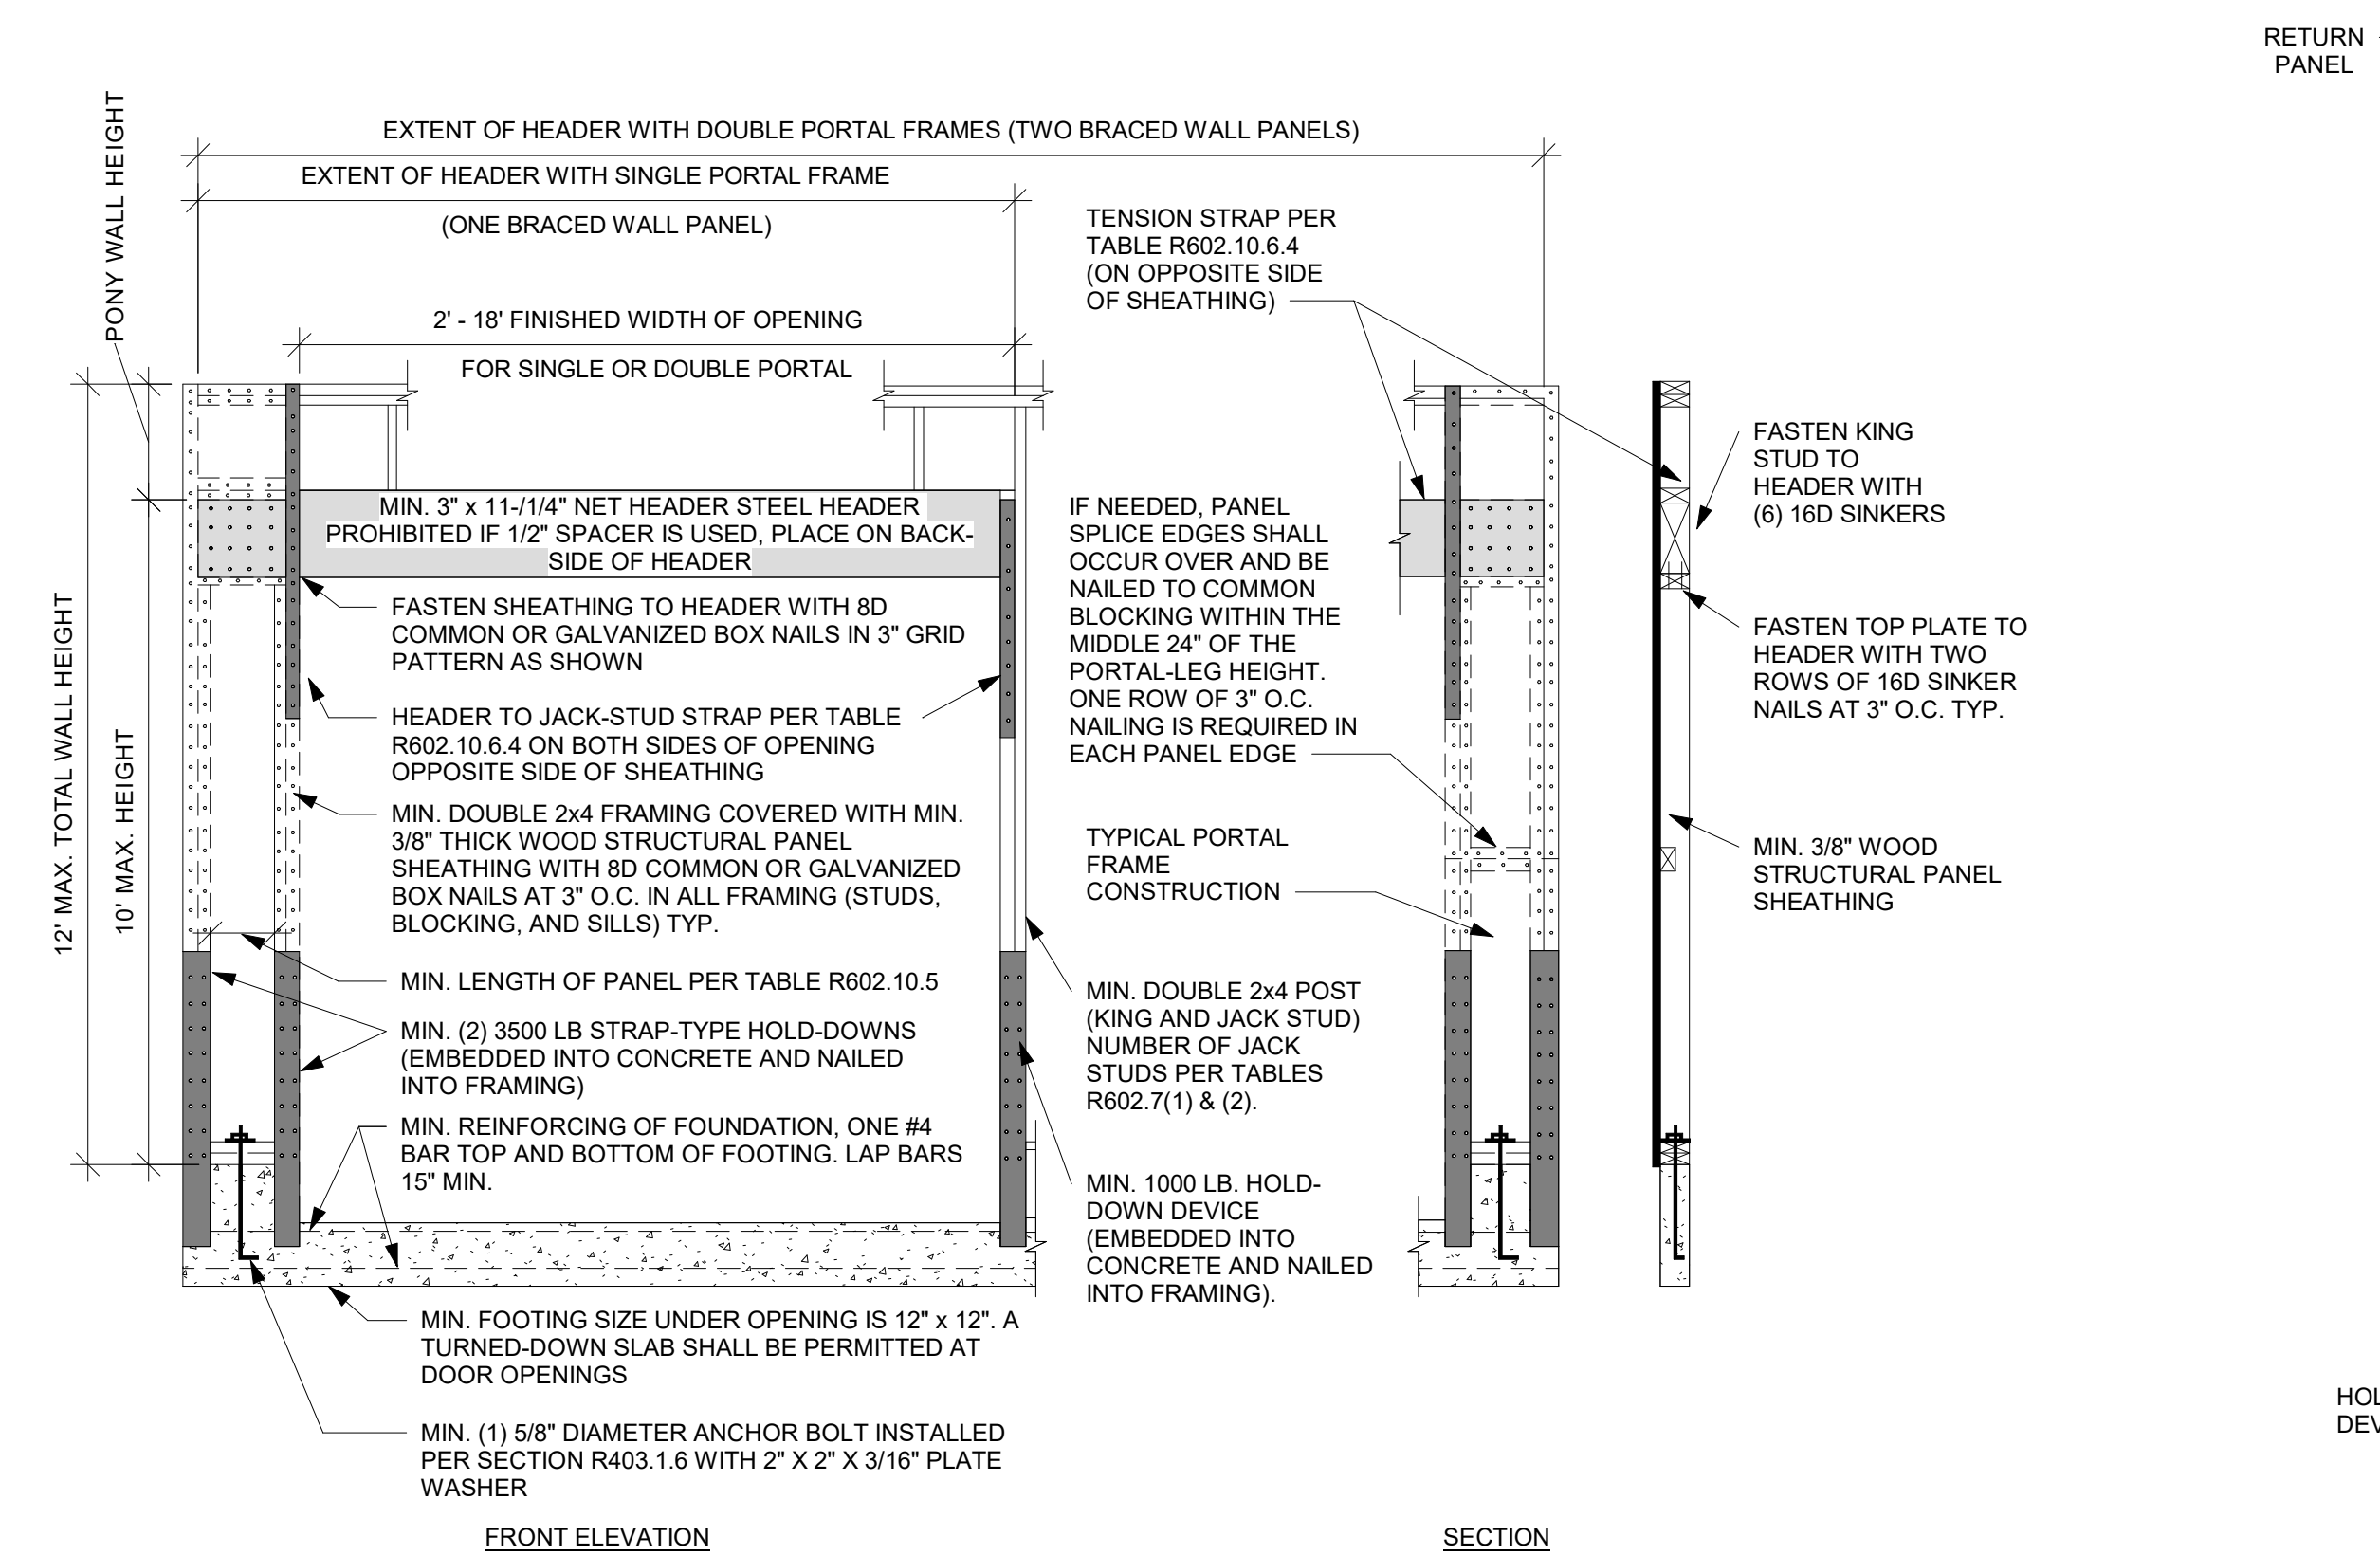 RETURN
PANEL
PONY WALL HEIGHT
EXTENT OF HEADER WITH DOUBLE PORTAL FRAMES (TWO BRACED WALL PANELS)
EXTENT OF HEADER WITH SINGLE PORTAL FRAME
(ONE BRACED WALL PANEL)
2' - 18' FINISHED WIDTH OF OPENING
FOR SINGLE OR DOUBLE PORTAL
12' MAX. TOTAL WALL HEIGHT
10' MAX. HEIGHT
MIN. 3" x 11-/1/4" NET HEADER STEEL HEADER
PROHIBITED IF 1/2" SPACER IS USED, PLACE ON BACK-
SIDE OF HEADER
FASTEN SHEATHING TO HEADER WITH 8D
COMMON OR GALVANIZED BOX NAILS IN 3" GRID
PATTERN AS SHOWN
HEADER TO JACK-STUD STRAP PER TABLE
R602.10.6.4 ON BOTH SIDES OF OPENING
OPPOSITE SIDE OF SHEATHING
MIN. DOUBLE 2x4 FRAMING COVERED WITH MIN.
3/8" THICK WOOD STRUCTURAL PANEL
SHEATHING WITH 8D COMMON OR GALVANIZED
BOX NAILS AT 3" O.C. IN ALL FRAMING (STUDS,
BLOCKING, AND SILLS) TYP.
MIN. LENGTH OF PANEL PER TABLE R602.10.5
MIN. (2) 3500 LB STRAP-TYPE HOLD-DOWNS
(EMBEDDED INTO CONCRETE AND NAILED
INTO FRAMING)
MIN. REINFORCING OF FOUNDATION, ONE #4
BAR TOP AND BOTTOM OF FOOTING. LAP BARS
15" MIN.
MIN. FOOTING SIZE UNDER OPENING IS 12" x 12". A
TURNED-DOWN SLAB SHALL BE PERMITTED AT
DOOR OPENINGS
MIN. (1) 5/8" DIAMETER ANCHOR BOLT INSTALLED
PER SECTION R403.1.6 WITH 2" X 2" X 3/16" PLATE
WASHER
FRONT ELEVATION
TENSION STRAP PER
TABLE R602.10.6.4
(ON OPPOSITE SIDE
OF SHEATHING)
IF NEEDED, PANEL
SPLICE EDGES SHALL
OCCUR OVER AND BE
NAILED TO COMMON
BLOCKING WITHIN THE
MIDDLE 24" OF THE
PORTAL-LEG HEIGHT.
ONE ROW OF 3" O.C.
NAILING IS REQUIRED IN
EACH PANEL EDGE
TYPICAL PORTAL
FRAME
CONSTRUCTION
MIN. DOUBLE 2x4 POST
(KING AND JACK STUD)
NUMBER OF JACK
STUDS PER TABLES
R602.7(1) & (2).
MIN. 1000 LB. HOLD-
DOWN DEVICE
(EMBEDDED INTO
CONCRETE AND NAILED
INTO FRAMING).
FASTEN KING
STUD TO
HEADER WITH
(6) 16D SINKERS
FASTEN TOP PLATE TO
HEADER WITH TWO
ROWS OF 16D SINKER
NAILS AT 3" O.C. TYP.
MIN. 3/8" WOOD
STRUCTURAL PANEL
SHEATHING
SECTION